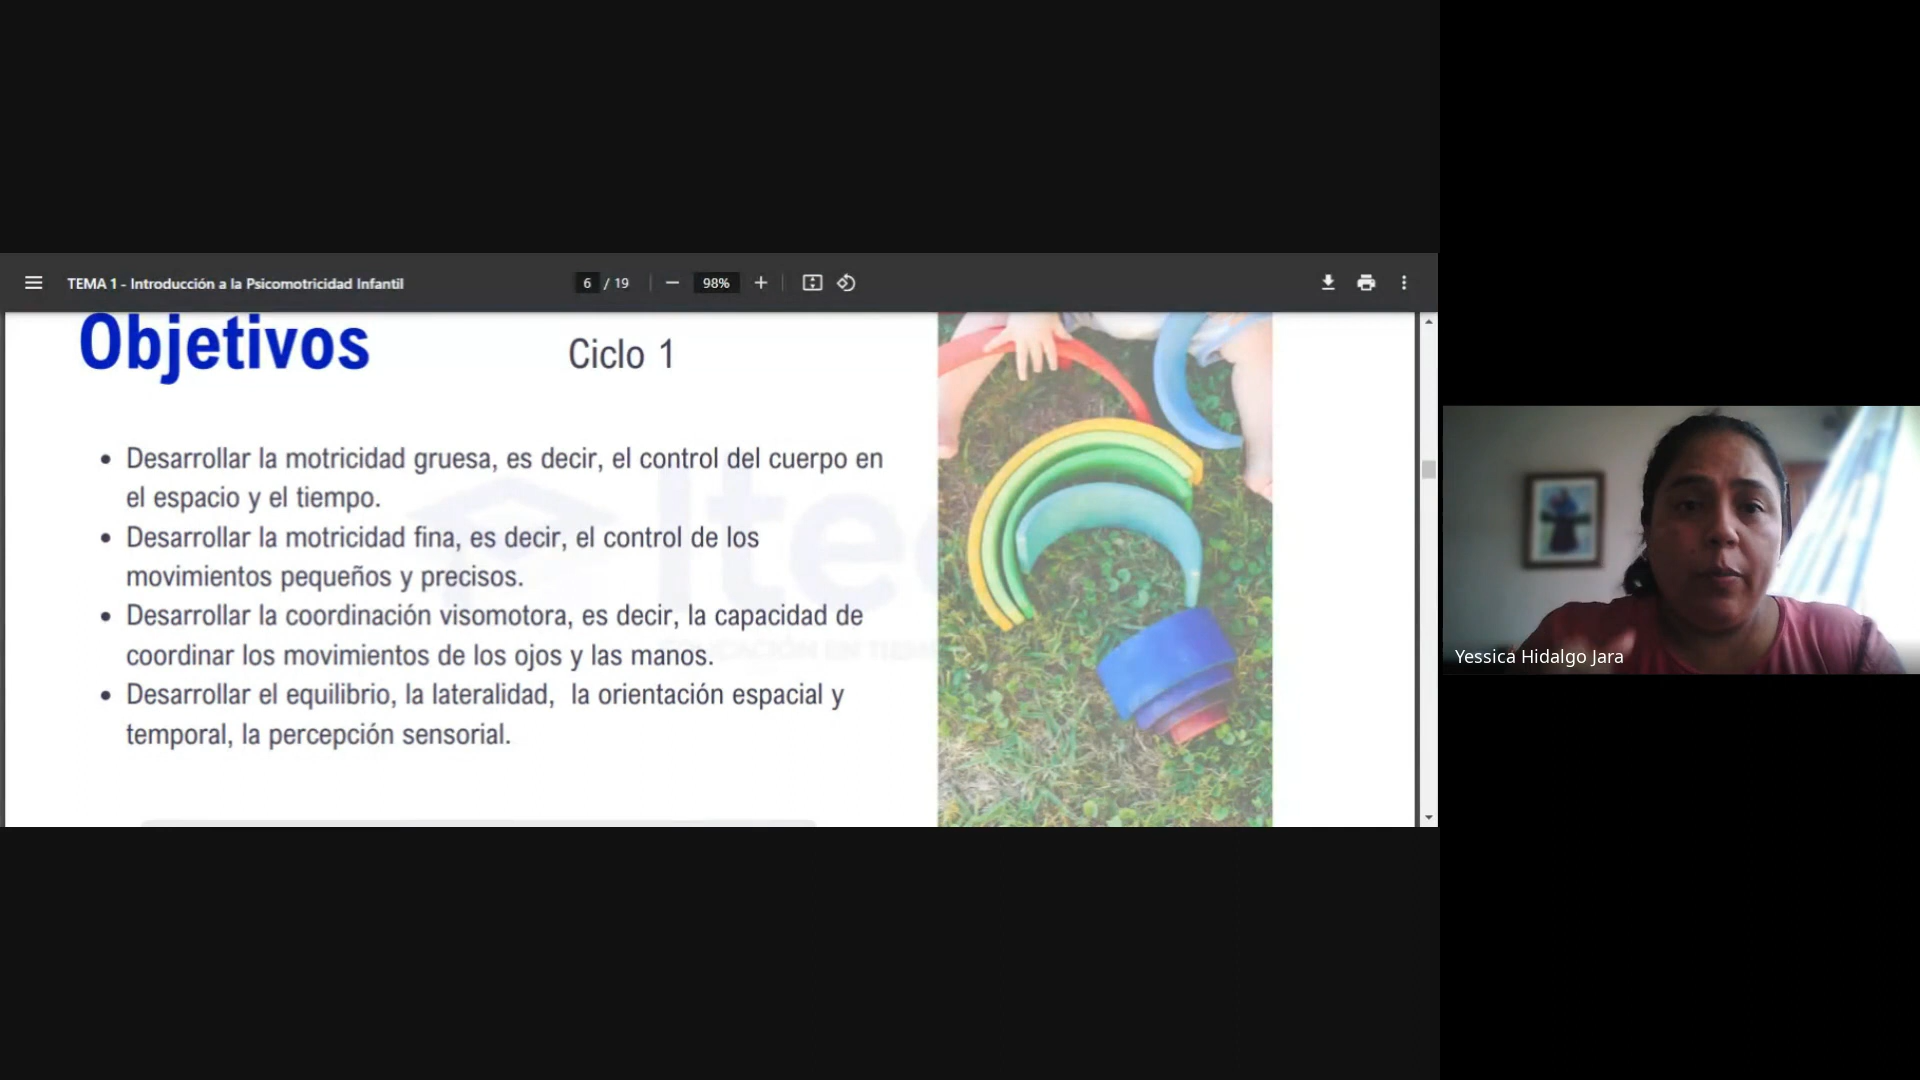 TEMA 1 - Introducción a la Psicomotricidad Infantil
6 / 19
98%
Objetivos
Ciclo 1
• Desarrollar la motricidad gruesa, es decir, el control del cuerpo en
el espacio y el tiempo.
• Desarrollar la motricidad fina, es decir, el control de los
movimientos pequeños y precisos.
• Desarrollar la coordinación visomotora, es decir, la capacidad de
coordinar los movimientos de los ojos y las manos.
• Desarrollar el equilibrio, la lateralidad,  la orientación espacial y
temporal, la percepción sensorial.
Yessica Hidalgo Jara